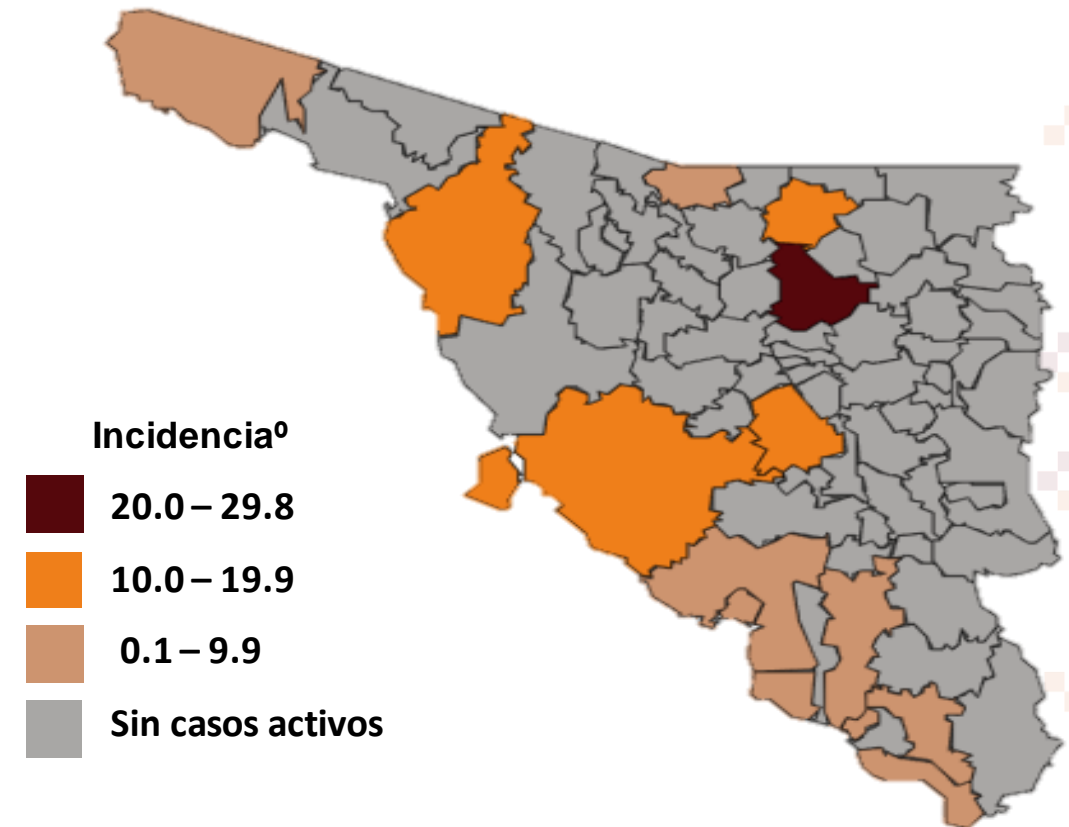 Incidenciaº
20.0 – 29.8
10.0 – 19.9
0.1 – 9.9
Sin casos activos